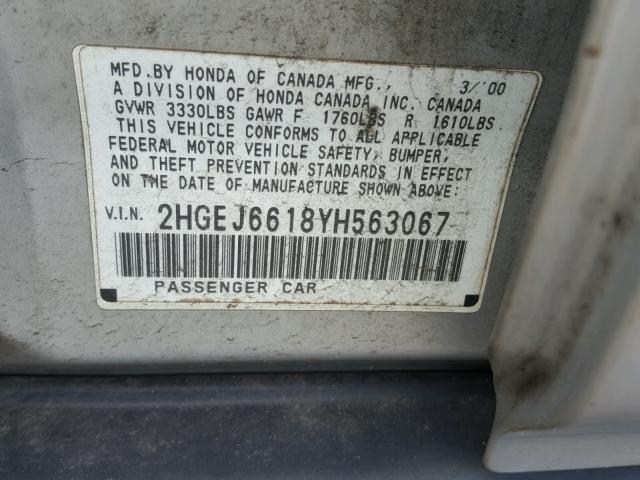 MFD. BY HONDA OF CANADA MFG., 3/'00
A DIVISION OF HONDA CANADA INC. CANADA
GVWR 3330LBS GAWR F 1760LBS R 1610LBS
THIS VEHICLE CONFORMS TO ALL APPLICABLE
FEDERAL MOTOR VEHICLE SAFETY, BUMPER,
AND THEFT PREVENTION STANDARDS IN EFFECT
ON THE DATE OF MANUFACTURE SHOWN ABOVE:
V.I.N. 2HGEJ6618YH563067
PASSENGER CAR